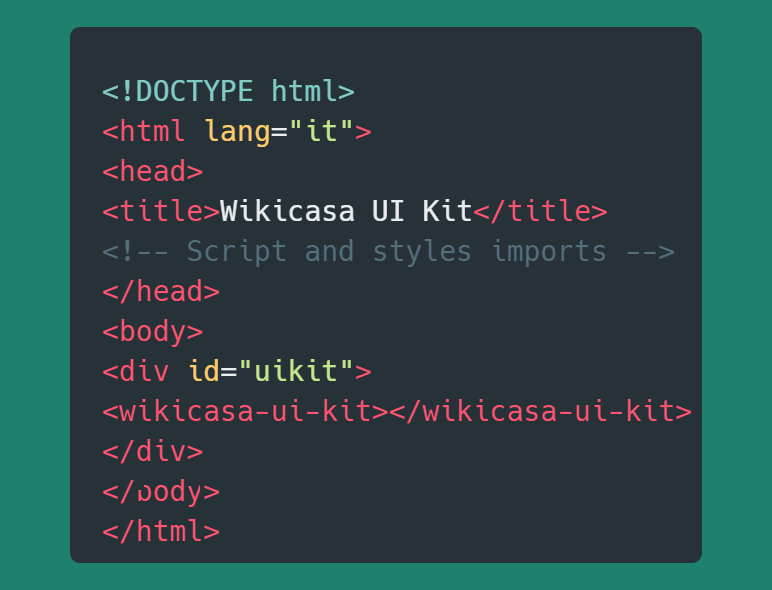 <!DOCTYPE html>
<html lang="it">
<head>
<title>Wikicasa UI Kit</title>
<!-- Script and styles imports -->
</head>
<body>
<div id="uikit">
<wikicasa-ui-kit></wikicasa-ui-kit>
</div>
</body>
</html>